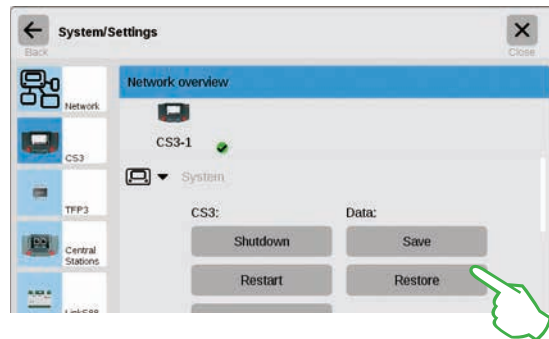 System/Settings
Back
Close
Network
Network overview
CS3
CS3-1
System
TFP3
CS3:
Data:
Shutdown
Save
Central
Stations
Restart
Restore